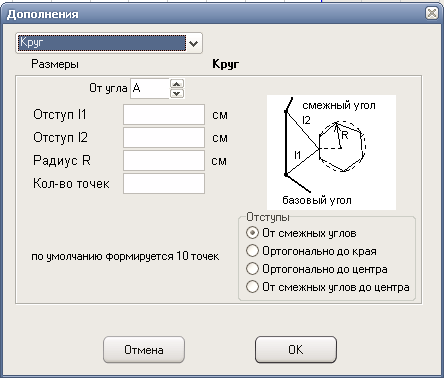 Дополнения
Круг
Размеры Круг
От угла A
Отступ l1 см
Отступ l2 см
Радиус R см
Кол-во точек
смежный угол
l2
R
l1
базовый угол
Отступы
От смежных углов
Ортогонально до края
Ортогонально до центра
От смежных углов до центра
по умолчанию формируется 10 точек
Отмена OK